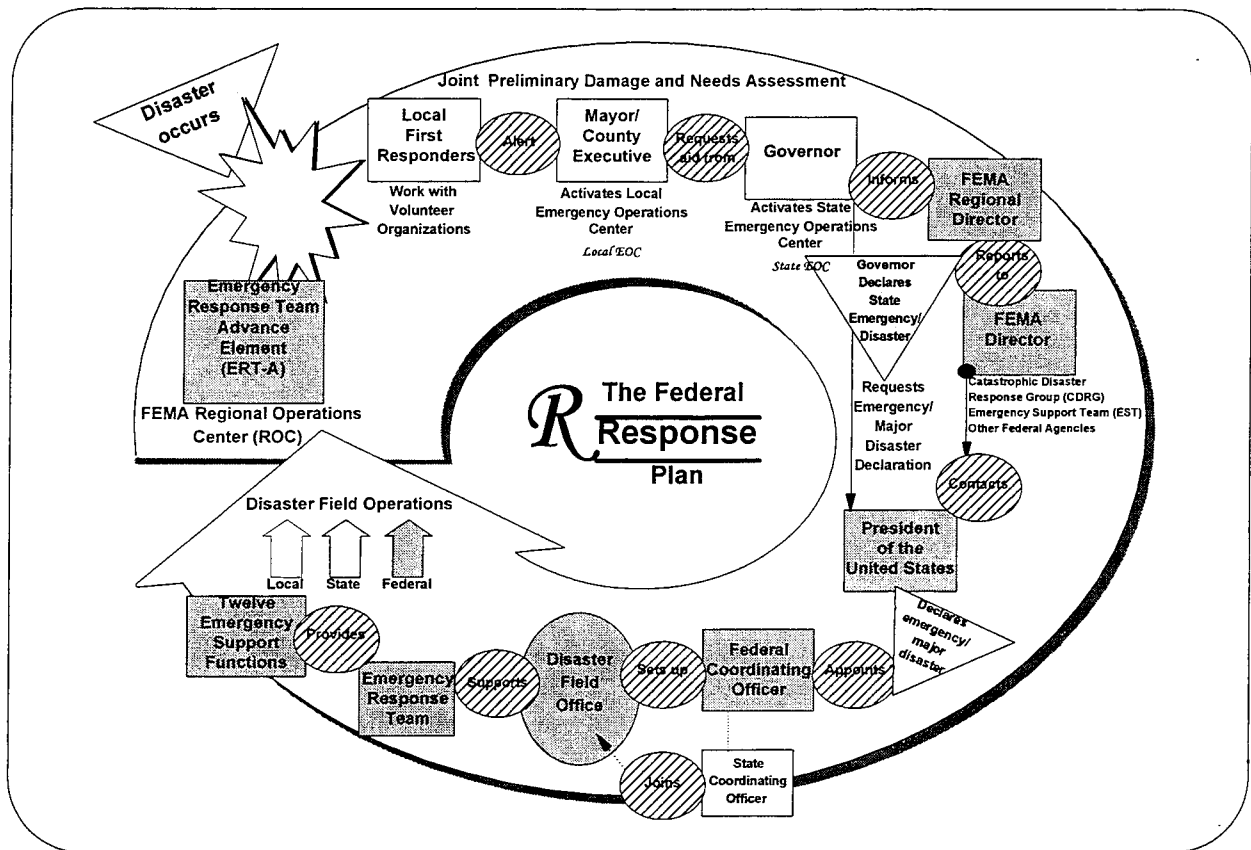 Joint Preliminary Damage and Needs Assessment
Disaster
occurs
Local
First
Responders
Alert
Mayor/
County
Executive
Requests
aid from
Governor
Informs
FEMA
Regional
Director
Work with
Volunteer
Organizations
Activates Local
Emergency Operations
Center
Local EOC
Activates State
Emergency Operations
Center
State EOC
Reports
to
Governor
Declares
State
Emergency/
Disaster
FEMA
Director
Catastrophic Disaster
Response Group (CDRG)
Emergency Support Team (EST)
Other Federal Agencies
Requests
Emergency/
Major
Disaster
Declaration
Contacts
President
of the
United States
Declares
emergency/
major
disaster
Appoints
Federal
Coordinating
Officer
State
Coordinating
Officer
Joins
Sets up
Disaster
Field
Office
Supports
Emergency
Response
Team
Provides
Twelve
Emergency
Support
Functions
Local
State
Federal
Disaster Field Operations
Emergency
Response Team
Advance
Element
(ERT-A)
FEMA Regional Operations
Center (ROC)
R
The Federal
Response
Plan